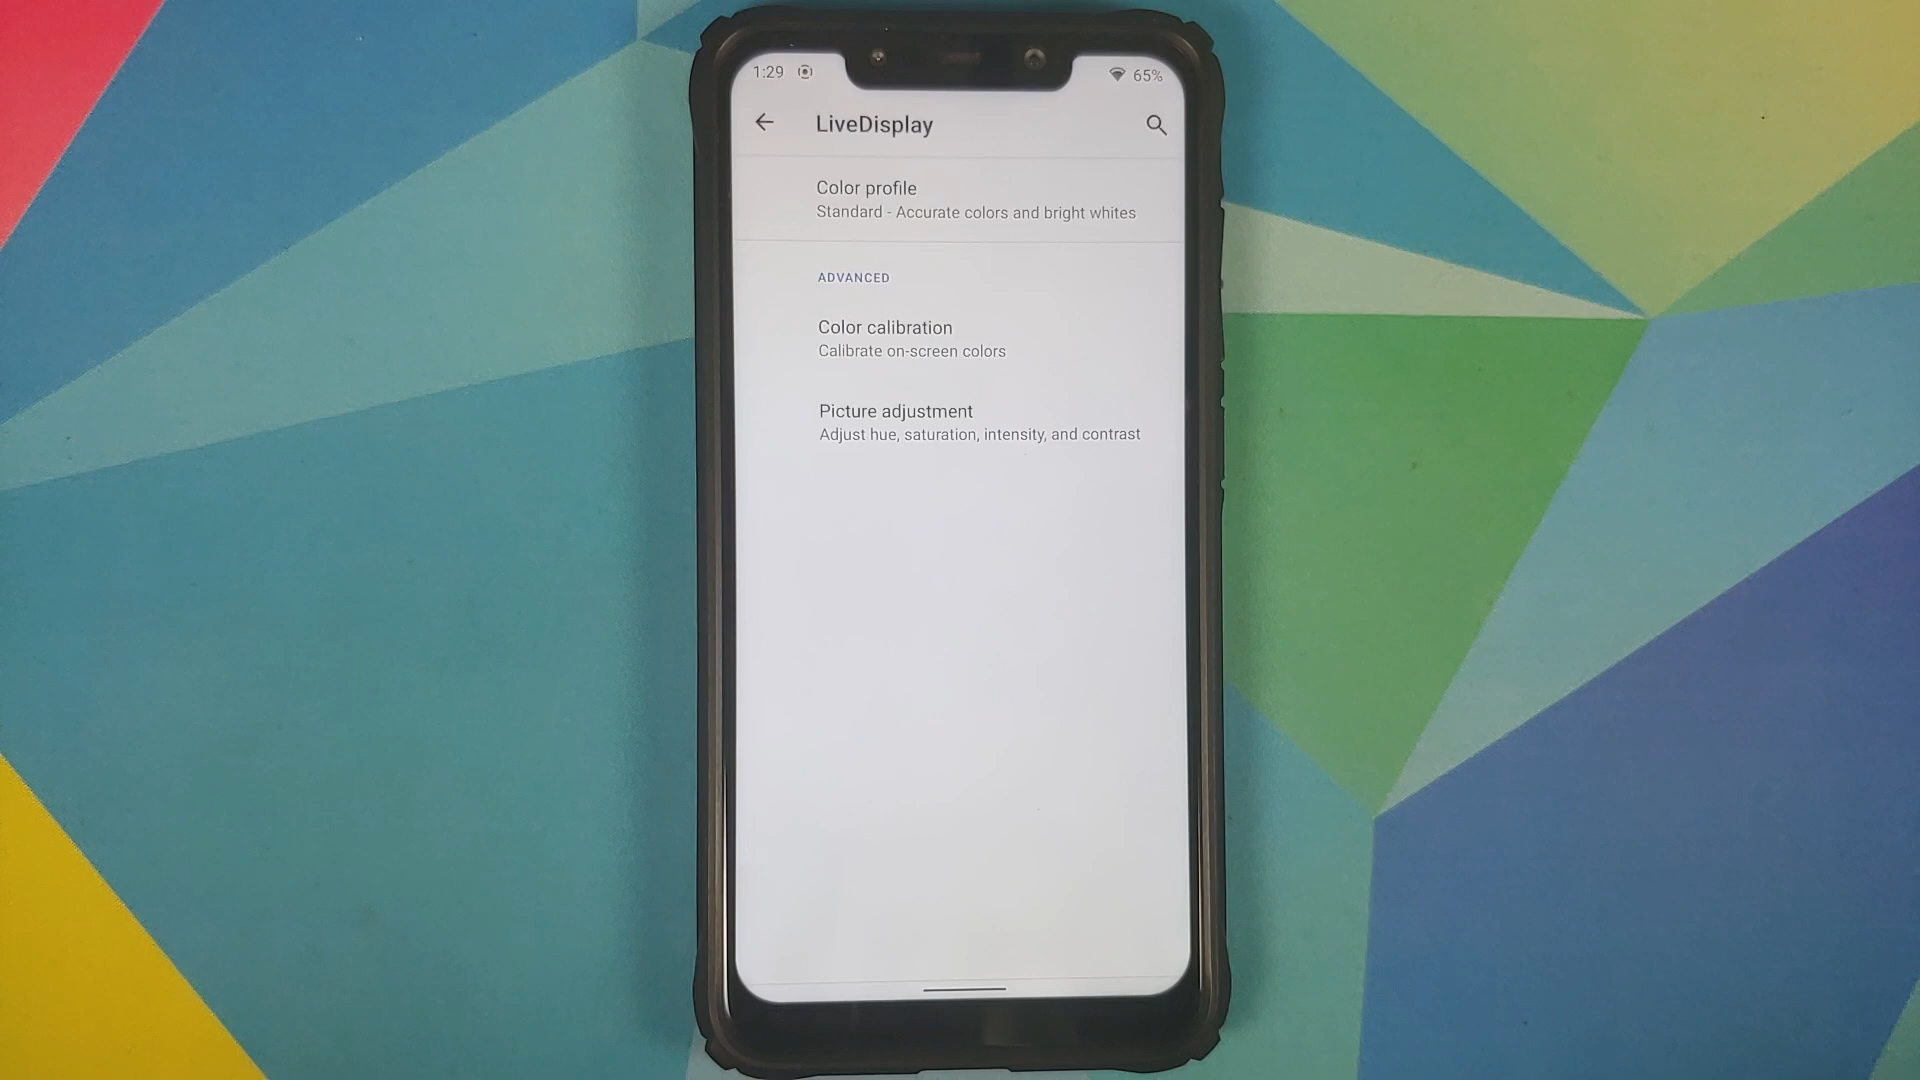 1:29
65%
LiveDisplay
Color profile
Standard - Accurate colors and bright whites
ADVANCED
Color calibration
Calibrate on-screen colors
Picture adjustment
Adjust hue, saturation, intensity, and contrast